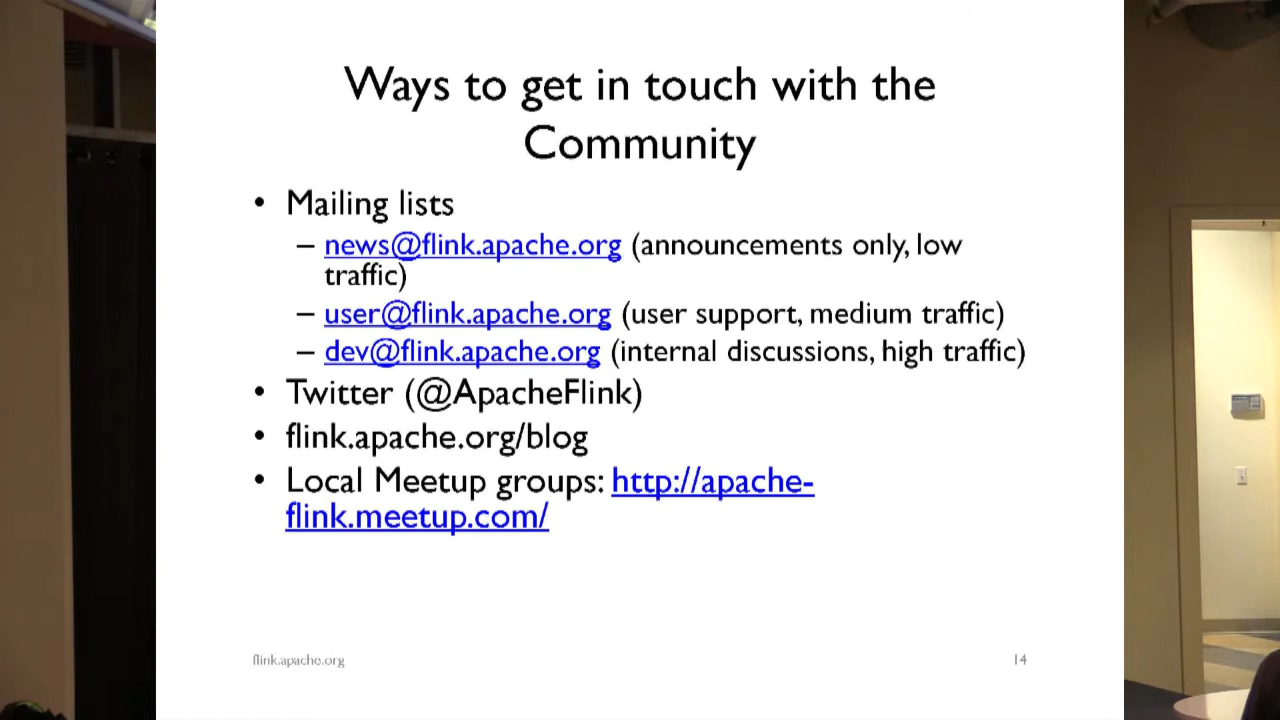 Ways to get in touch with the
Community
• Mailing lists
– news@flink.apache.org (announcements only, low
traffic)
– user@flink.apache.org (user support, medium traffic)
– dev@flink.apache.org (internal discussions, high traffic)
• Twitter (@ApacheFlink)
• flink.apache.org/blog
• Local Meetup groups: http://apache-
flink.meetup.com/
flink.apache.org
14